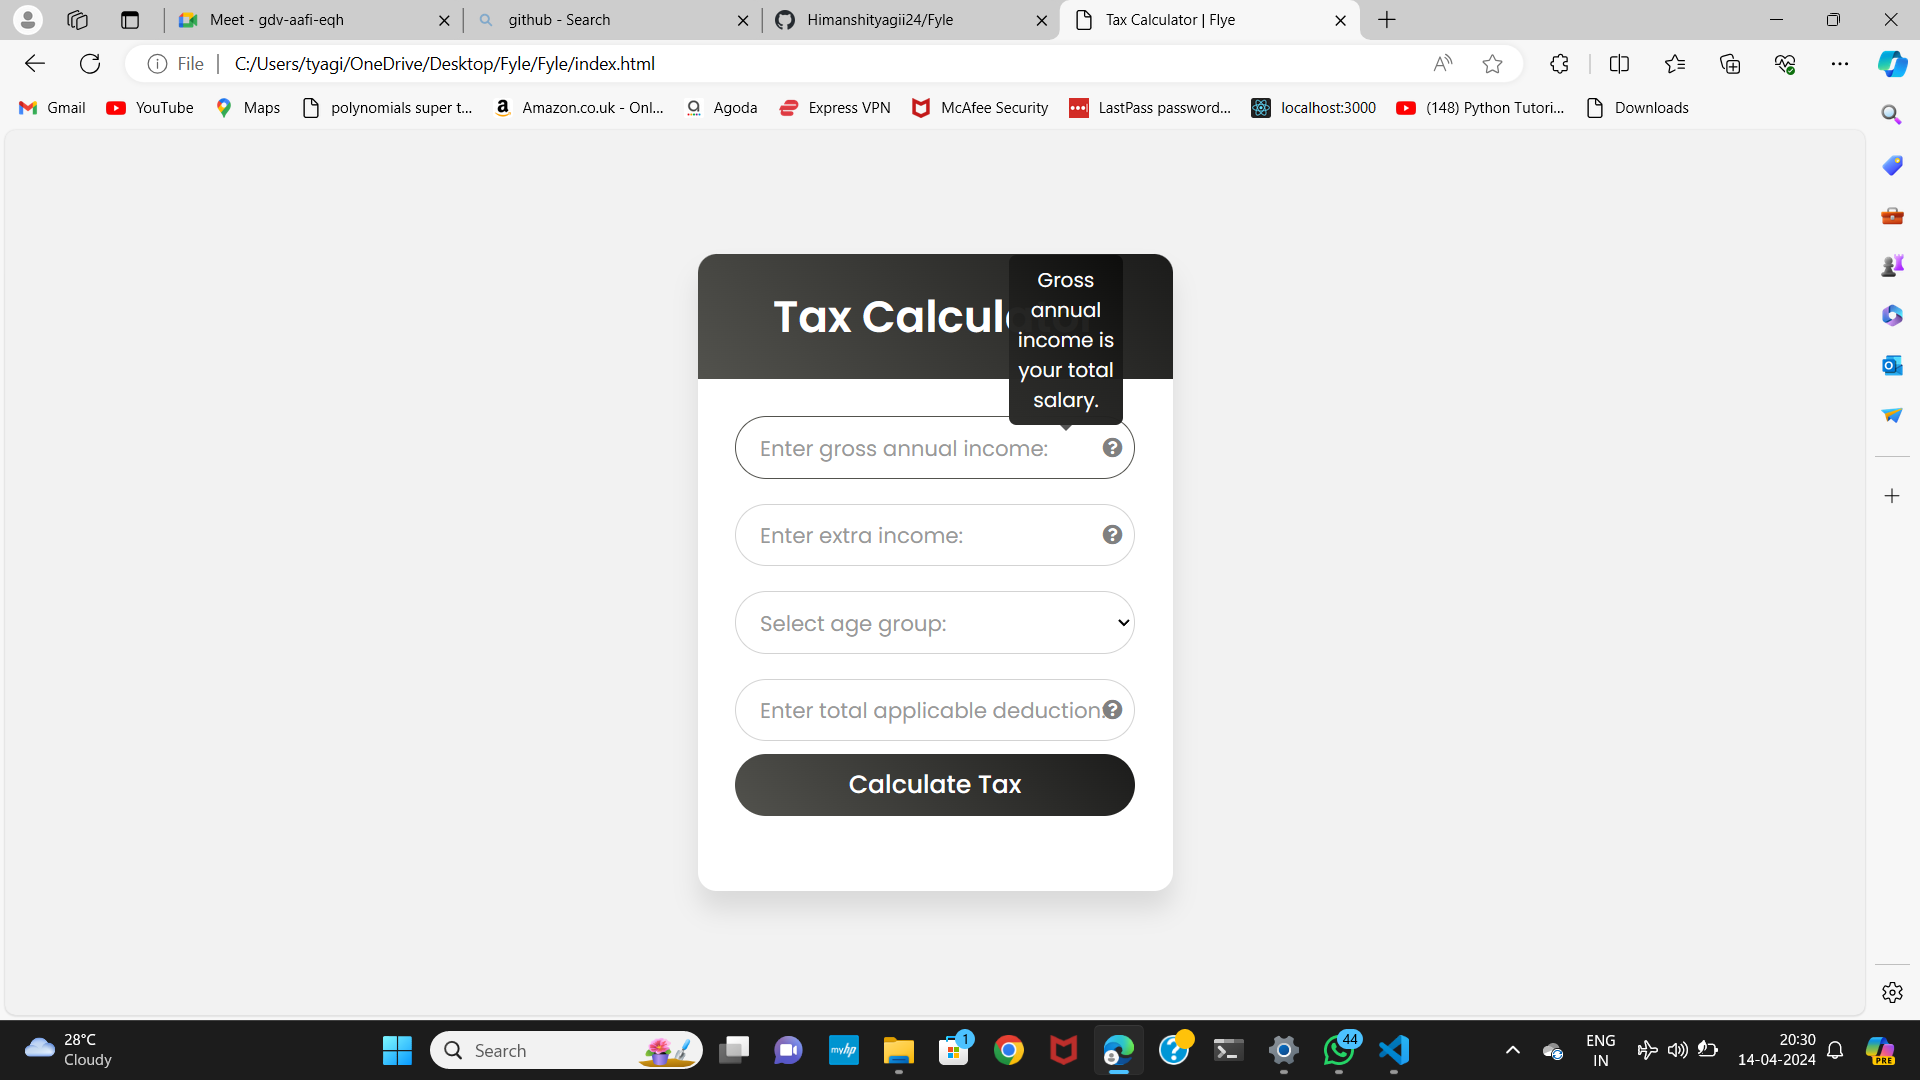 Meet - gdv-aafi-eqh
github - Search
Himanshityagii24/Fyle
Tax Calculator | Flye
File
C:/Users/tyagi/OneDrive/Desktop/Fyle/Fyle/index.html
Gmail
YouTube
Maps
polynomials super t...
Amazon.co.uk - Onl...
Agoda
Express VPN
McAfee Security
LastPass password...
localhost:3000
(148) Python Tutori...
Downloads
Tax Calculator
Gross
annual
income is
your total
salary.
Enter gross annual income:
Enter extra income:
Select age group:
Enter total applicable deduction:
Calculate Tax
28°C
Cloudy
Search
myhp
1
44
ENG
IN
20:30
14-04-2024
PRE